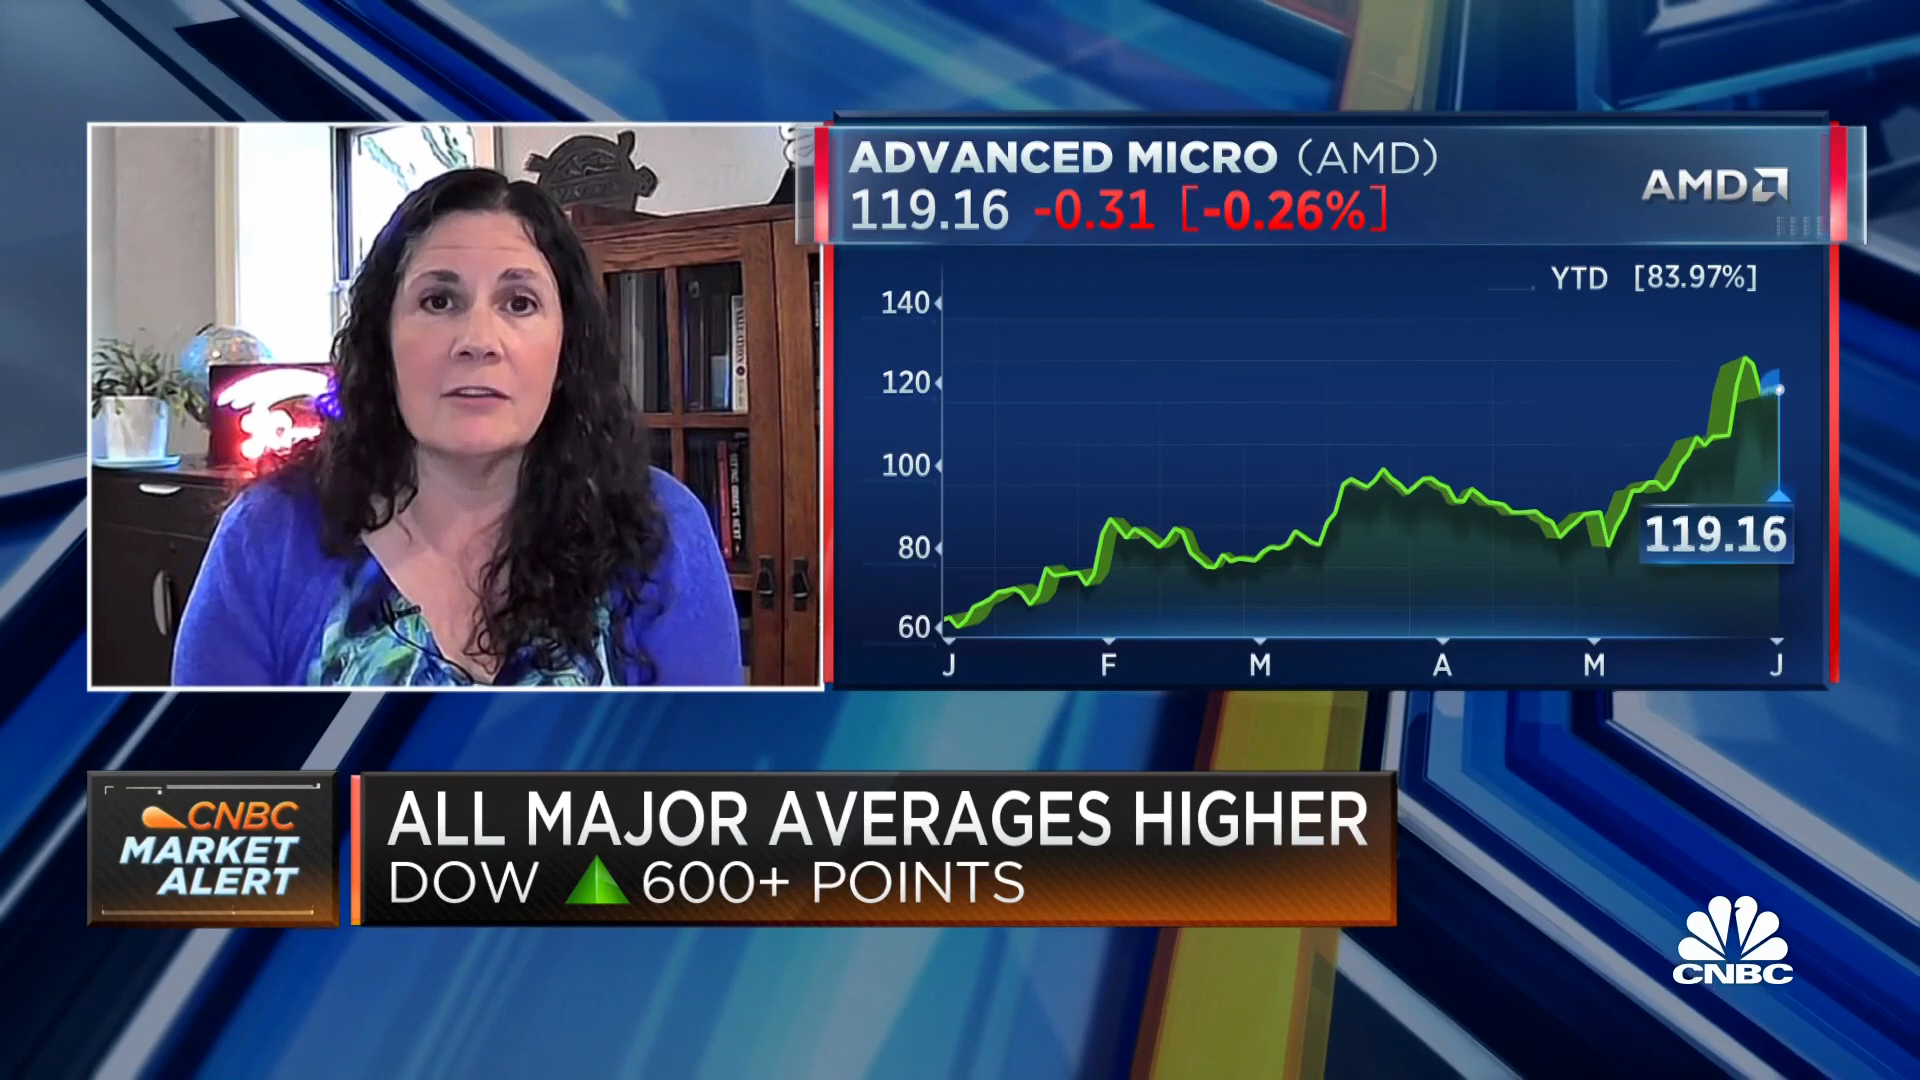 ADVANCED MICRO (AMD)
119.16 -0.31 [-0.26%]
AMD
YTD [83.97%]
140
120
100
80
60
119.16
J F M A M J
CNBC
MARKET
ALERT
ALL MAJOR AVERAGES HIGHER
DOW 600+ POINTS
CNBC